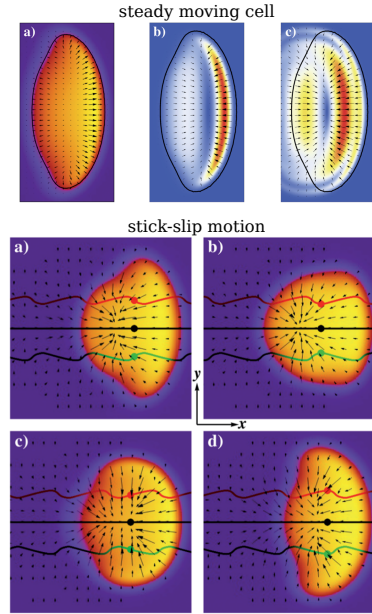 steady moving cell
a) b) c)
stick-slip motion
a) b)
y
x
c) d)